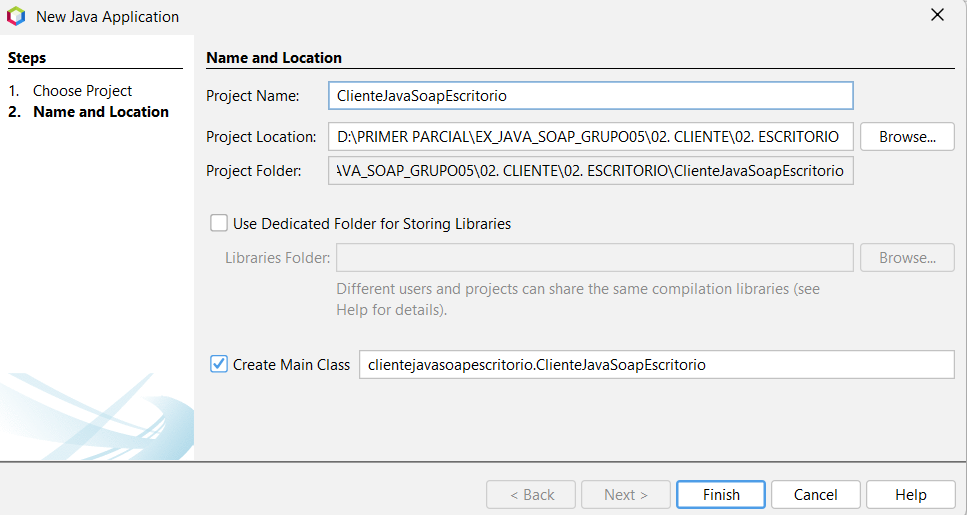 New Java Application
Steps
1. Choose Project
2. Name and Location
Name and Location
Project Name: ClienteJavaSoapEscritorio
Project Location: D:\PRIMER PARCIAL\EX_JAVA_SOAP_GRUPO05\02. CLIENTE\02. ESCRITORIO Browse...
Project Folder: AVA_SOAP_GRUPO05\02. CLIENTE\02. ESCRITORIO\ClienteJavaSoapEscritorio
Use Dedicated Folder for Storing Libraries
Libraries Folder: Browse...
Different users and projects can share the same compilation libraries (see
Help for details).
Create Main Class clientejavasoapescritorio.ClienteJavaSoapEscritorio
< Back Next > Finish Cancel Help